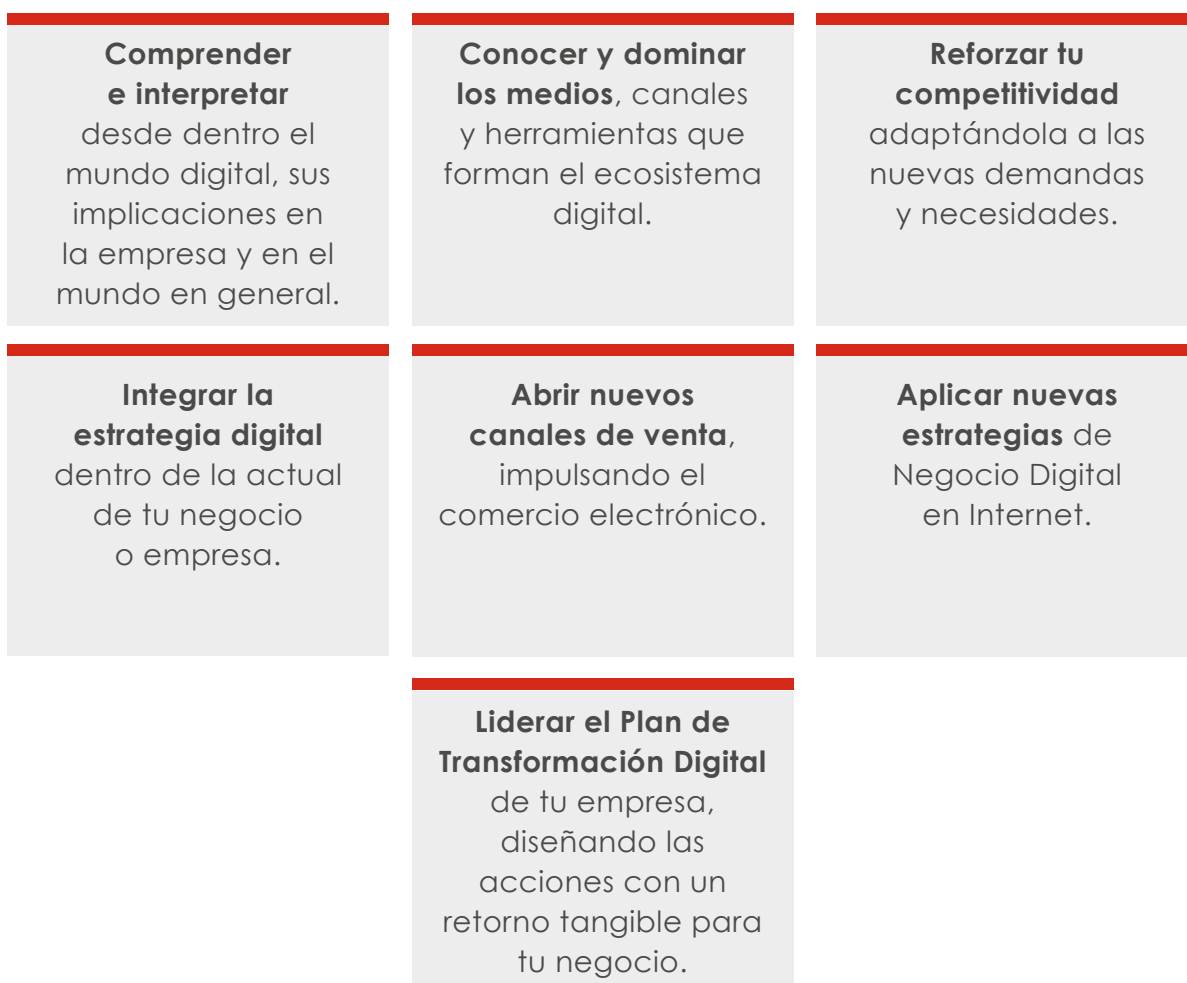 Comprender
e interpretar
desde dentro el
mundo digital, sus
implicaciones en
la empresa y en el
mundo en general.
Conocer y dominar
los medios, canales
y herramientas que
forman el ecosistema
digital.
Reforzar tu
competitividad
adaptándola a las
nuevas demandas
y necesidades.
Integrar la
estrategia digital
dentro de la actual
de tu negocio
o empresa.
Abrir nuevos
canales de venta,
impulsando el
comercio electrónico.
Aplicar nuevas
estrategias de
Negocio Digital
en Internet.
Liderar el Plan de
Transformación Digital
de tu empresa,
diseñando las
acciones con un
retorno tangible para
tu negocio.